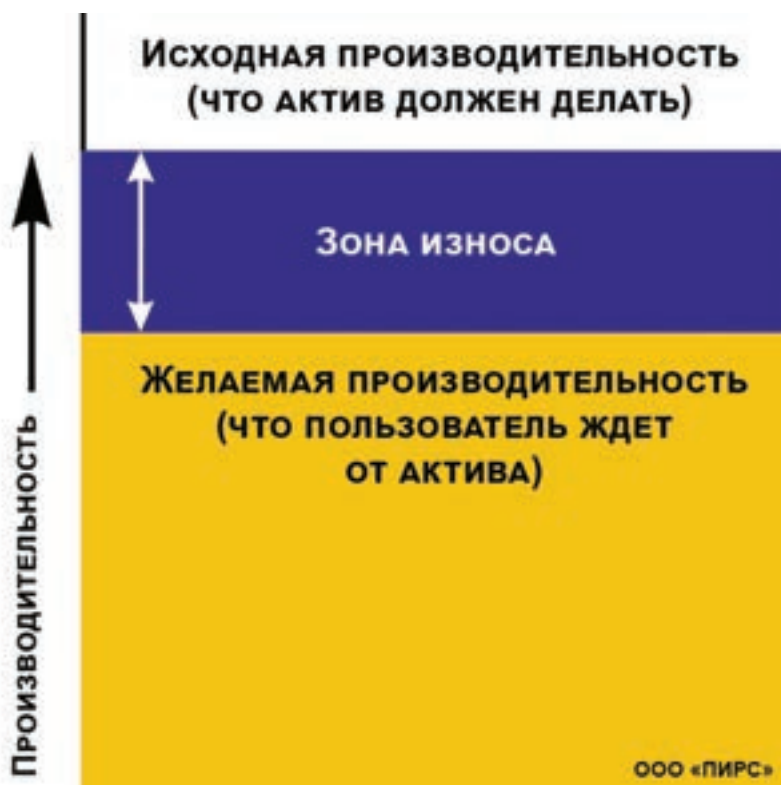 Исходная производительность
(что актив должен делать)
Зона износа
Желаемая производительность
(что пользователь ждет
от актива)
Производительность
ООО «ПИРС»